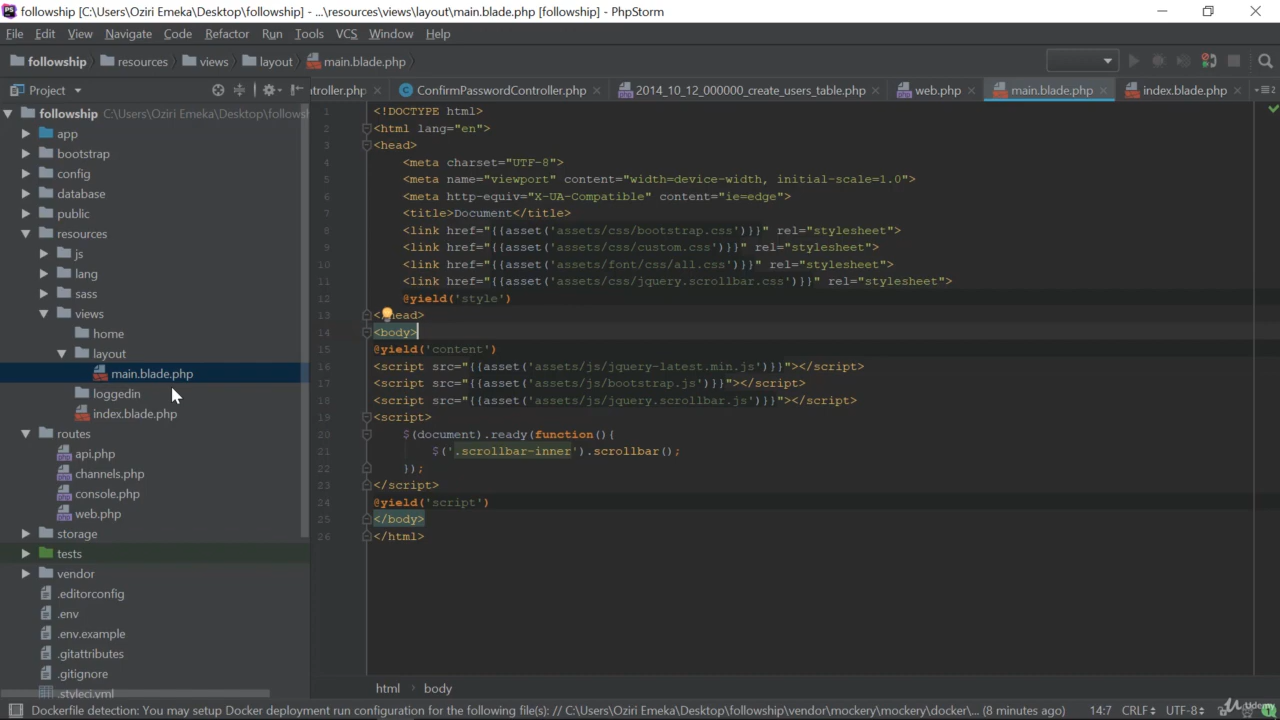 followship [C:\Users\Oziri Emeka\Desktop\followship] - ...\resources\views\layout\main.blade.php [followship] - PhpStorm
File Edit View Navigate Code Refactor Run Tools VCS Window Help
followship resources views layout main.blade.php
Project
ntroller.php ConfirmPasswordController.php 2014_10_12_000000_create_users_table.php web.php main.blade.php index.blade.php
followship C:\Users\Oziri Emeka\Desktop\followsh
app
bootstrap
config
database
public
resources
js
lang
sass
views
home
layout
main.blade.php
loggedin
index.blade.php
routes
api.php
channels.php
console.php
web.php
storage
tests
vendor
.editorconfig
.env
.env.example
.gitattributes
.gitignore
.styleci.yml
1 <!DOCTYPE html>
2 <html lang="en">
3 <head>
4 <meta charset="UTF-8">
5 <meta name="viewport" content="width=device-width, initial-scale=1.0">
6 <meta http-equiv="X-UA-Compatible" content="ie=edge">
7 <title>Document</title>
8 <link href="{{asset('assets/css/bootstrap.css')}}" rel="stylesheet">
9 <link href="{{asset('assets/css/custom.css')}}" rel="stylesheet">
10 <link href="{{asset('assets/font/css/all.css')}}" rel="stylesheet">
11 <link href="{{asset('assets/css/jquery.scrollbar.css')}}" rel="stylesheet">
12 @yield('style')
13 </head>
14 <body>
15 @yield('content')
16 <script src="{{asset('assets/js/jquery-latest.min.js')}}"></script>
17 <script src="{{asset('assets/js/bootstrap.js')}}"></script>
18 <script src="{{asset('assets/js/jquery.scrollbar.js')}}"></script>
19 <script>
20 $(document).ready(function(){
21 $('.scrollbar-inner').scrollbar();
22 });
23 </script>
24 @yield('script')
25 </body>
26 </html>
html body
Dockerfile detection: You may setup Docker deployment run configuration for the following file(s): // C:\Users\Oziri Emeka\Desktop\followship\vendor\mockery\mockery\docker\... (8 minutes ago) 14:7 CRLF UTF-8
Udemy